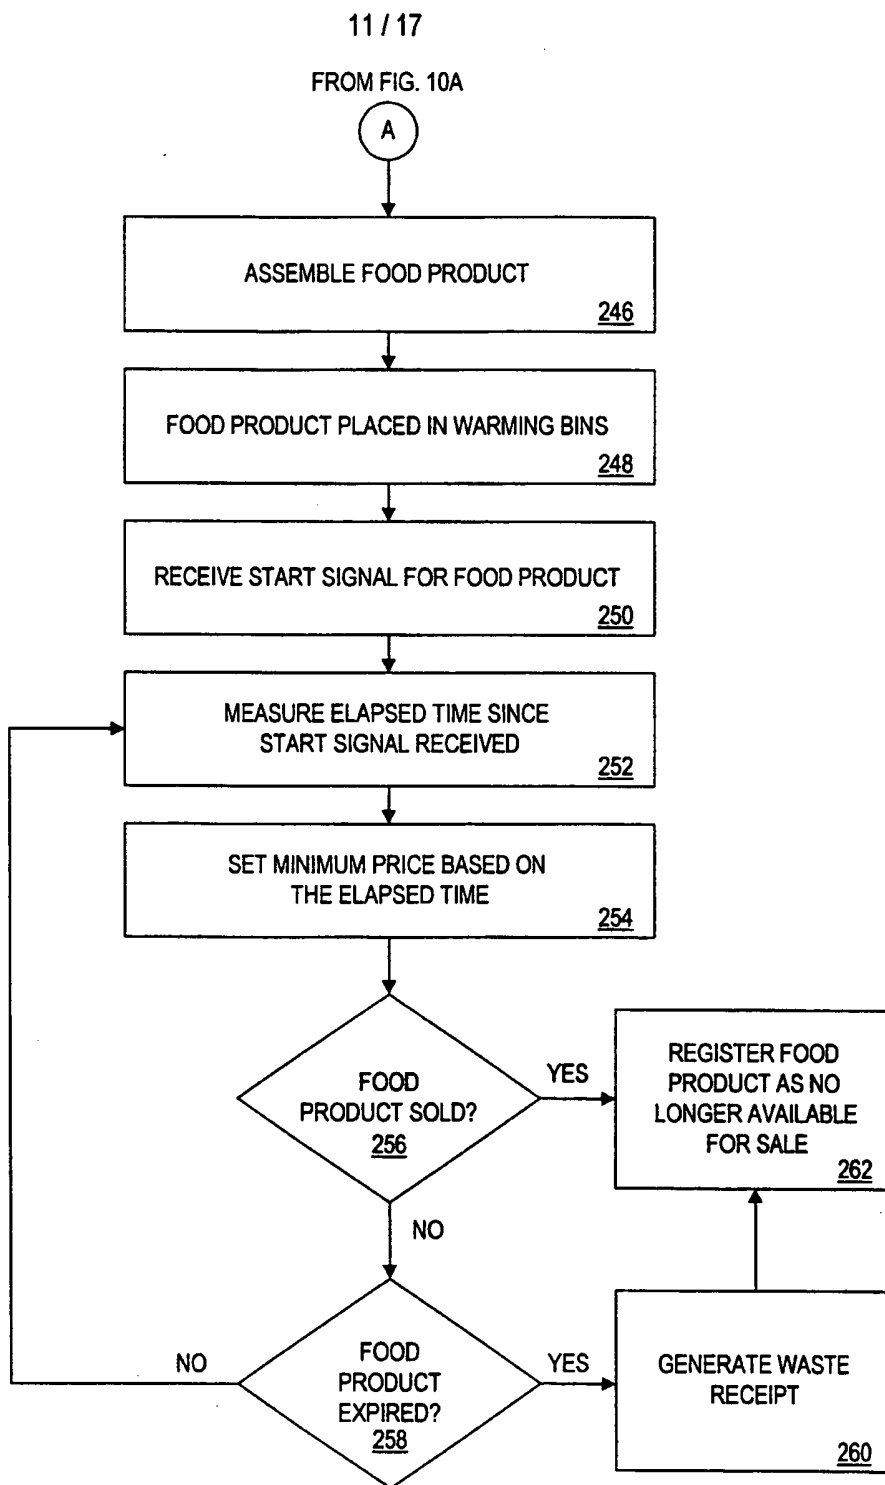 11 / 17
FROM FIG. 10A
A
ASSEMBLE FOOD PRODUCT
246
FOOD PRODUCT PLACED IN WARMING BINS
248
RECEIVE START SIGNAL FOR FOOD PRODUCT
250
MEASURE ELAPSED TIME SINCE
START SIGNAL RECEIVED
252
SET MINIMUM PRICE BASED ON
THE ELAPSED TIME
254
FOOD
PRODUCT SOLD?
256
YES
REGISTER FOOD
PRODUCT AS NO
LONGER AVAILABLE
FOR SALE
262
NO
FOOD
PRODUCT
EXPIRED?
258
NO
YES
GENERATE WASTE
RECEIPT
260